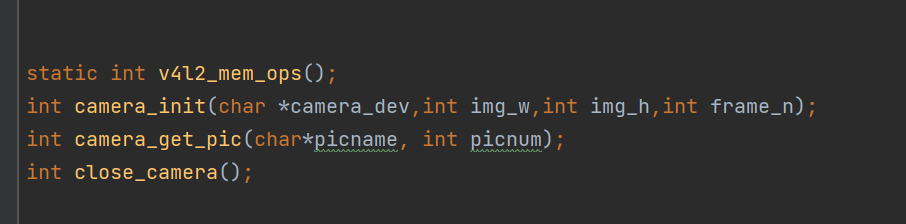 static int v4l2_mem_ops();
int camera_init(char *camera_dev,int img_w,int img_h,int frame_n);
int camera_get_pic(char*picname, int picnum);
int close_camera();